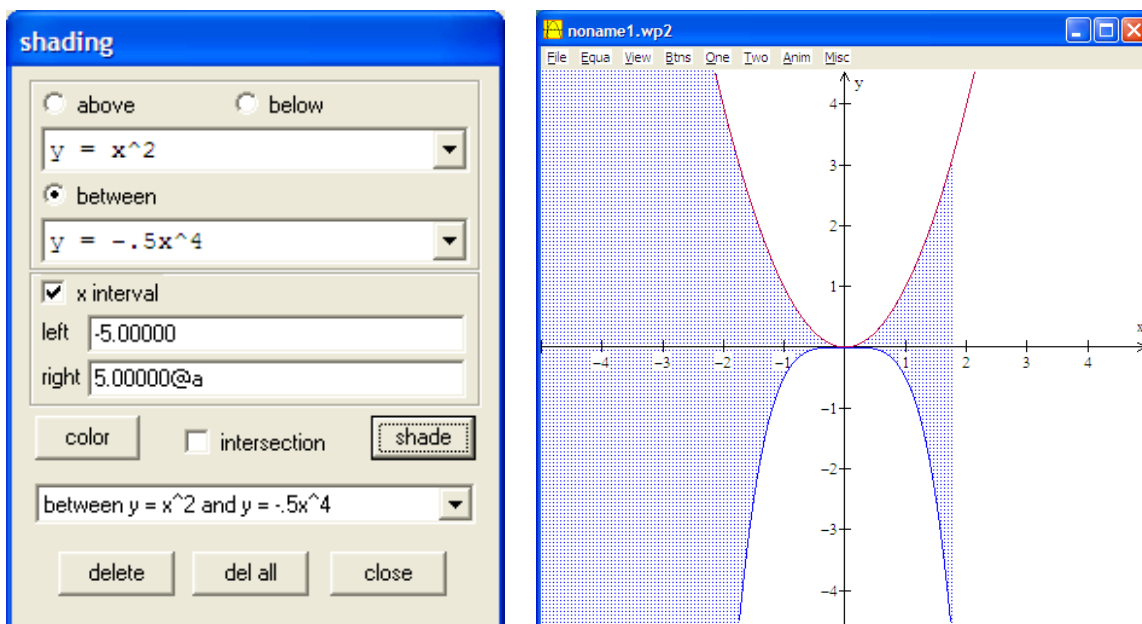 shading
above below
y = x^2
between
y = -.5x^4
x interval
left -5.00000
right 5.00000@a
color intersection shade
between y = x^2 and y = -.5x^4
delete del all close
noname1.wp2
File Equa View Btns One Two Anim Misc
y
4
3
2
1
x
−4 −3 −2 −1 1 2 3 4
−1
−2
−3
−4